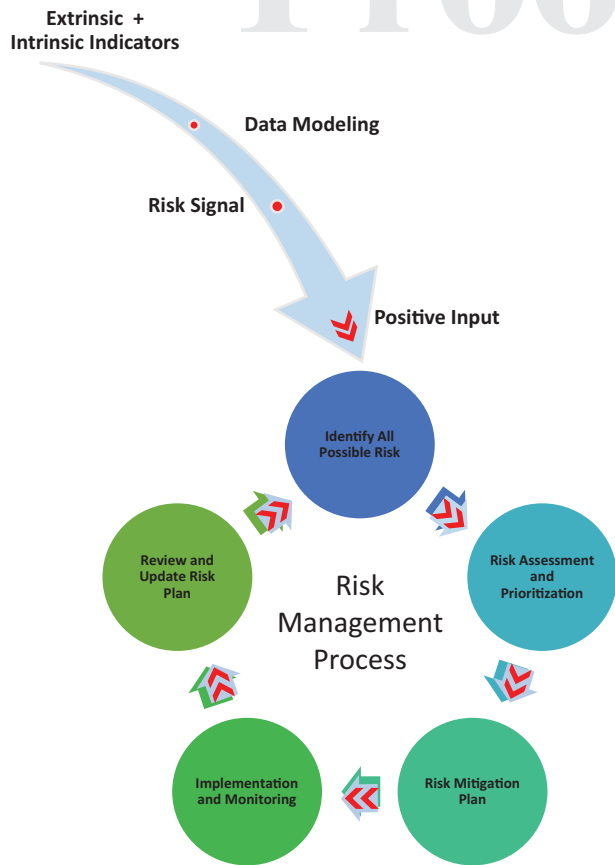 Extrinsic +
Intrinsic Indicators
Data Modeling
Risk Signal
Positive Input
Identify All
Possible Risk
Risk Assessment
and
Prioritization
Risk Mitigation
Plan
Implementation
and Monitoring
Review and
Update Risk
Plan
Risk
Management
Process